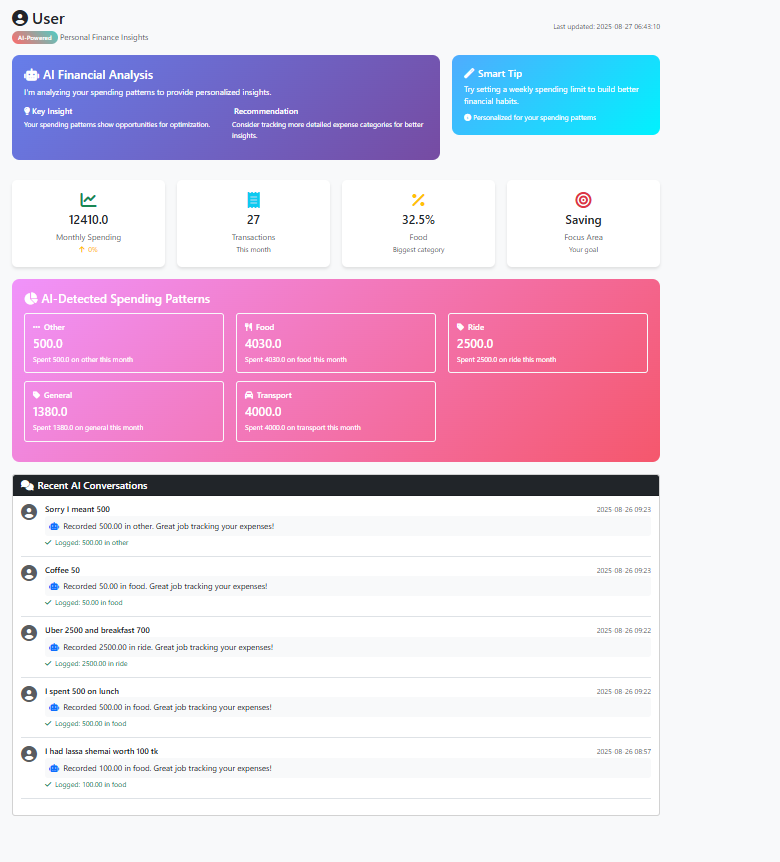 User
AI-Powered Personal Finance Insights
Last updated: 2025-08-27 06:43:10
AI Financial Analysis
I'm analyzing your spending patterns to provide personalized insights.
Key Insight
Your spending patterns show opportunities for optimization.
Recommendation
Consider tracking more detailed expense categories for better
insights.
Smart Tip
Try setting a weekly spending limit to build better
financial habits.
Personalized for your spending patterns
12410.0
Monthly Spending
↑ 0%
27
Transactions
This month
32.5%
Food
Biggest category
Saving
Focus Area
Your goal
AI-Detected Spending Patterns
Other
500.0
Spent 500.0 on other this month
Food
4030.0
Spent 4030.0 on food this month
Ride
2500.0
Spent 2500.0 on ride this month
General
1380.0
Spent 1380.0 on general this month
Transport
4000.0
Spent 4000.0 on transport this month
Recent AI Conversations
Sorry I meant 500
2025-08-26 09:23
Recorded 500.00 in other. Great job tracking your expenses!
Logged: 500.00 in other
Coffee 50
2025-08-26 09:23
Recorded 50.00 in food. Great job tracking your expenses!
Logged: 50.00 in food
Uber 2500 and breakfast 700
2025-08-26 09:22
Recorded 2500.00 in ride. Great job tracking your expenses!
Logged: 2500.00 in ride
I spent 500 on lunch
2025-08-26 09:22
Recorded 500.00 in food. Great job tracking your expenses!
Logged: 500.00 in food
I had lassa shemai worth 100 tk
2025-08-26 08:57
Recorded 100.00 in food. Great job tracking your expenses!
Logged: 100.00 in food